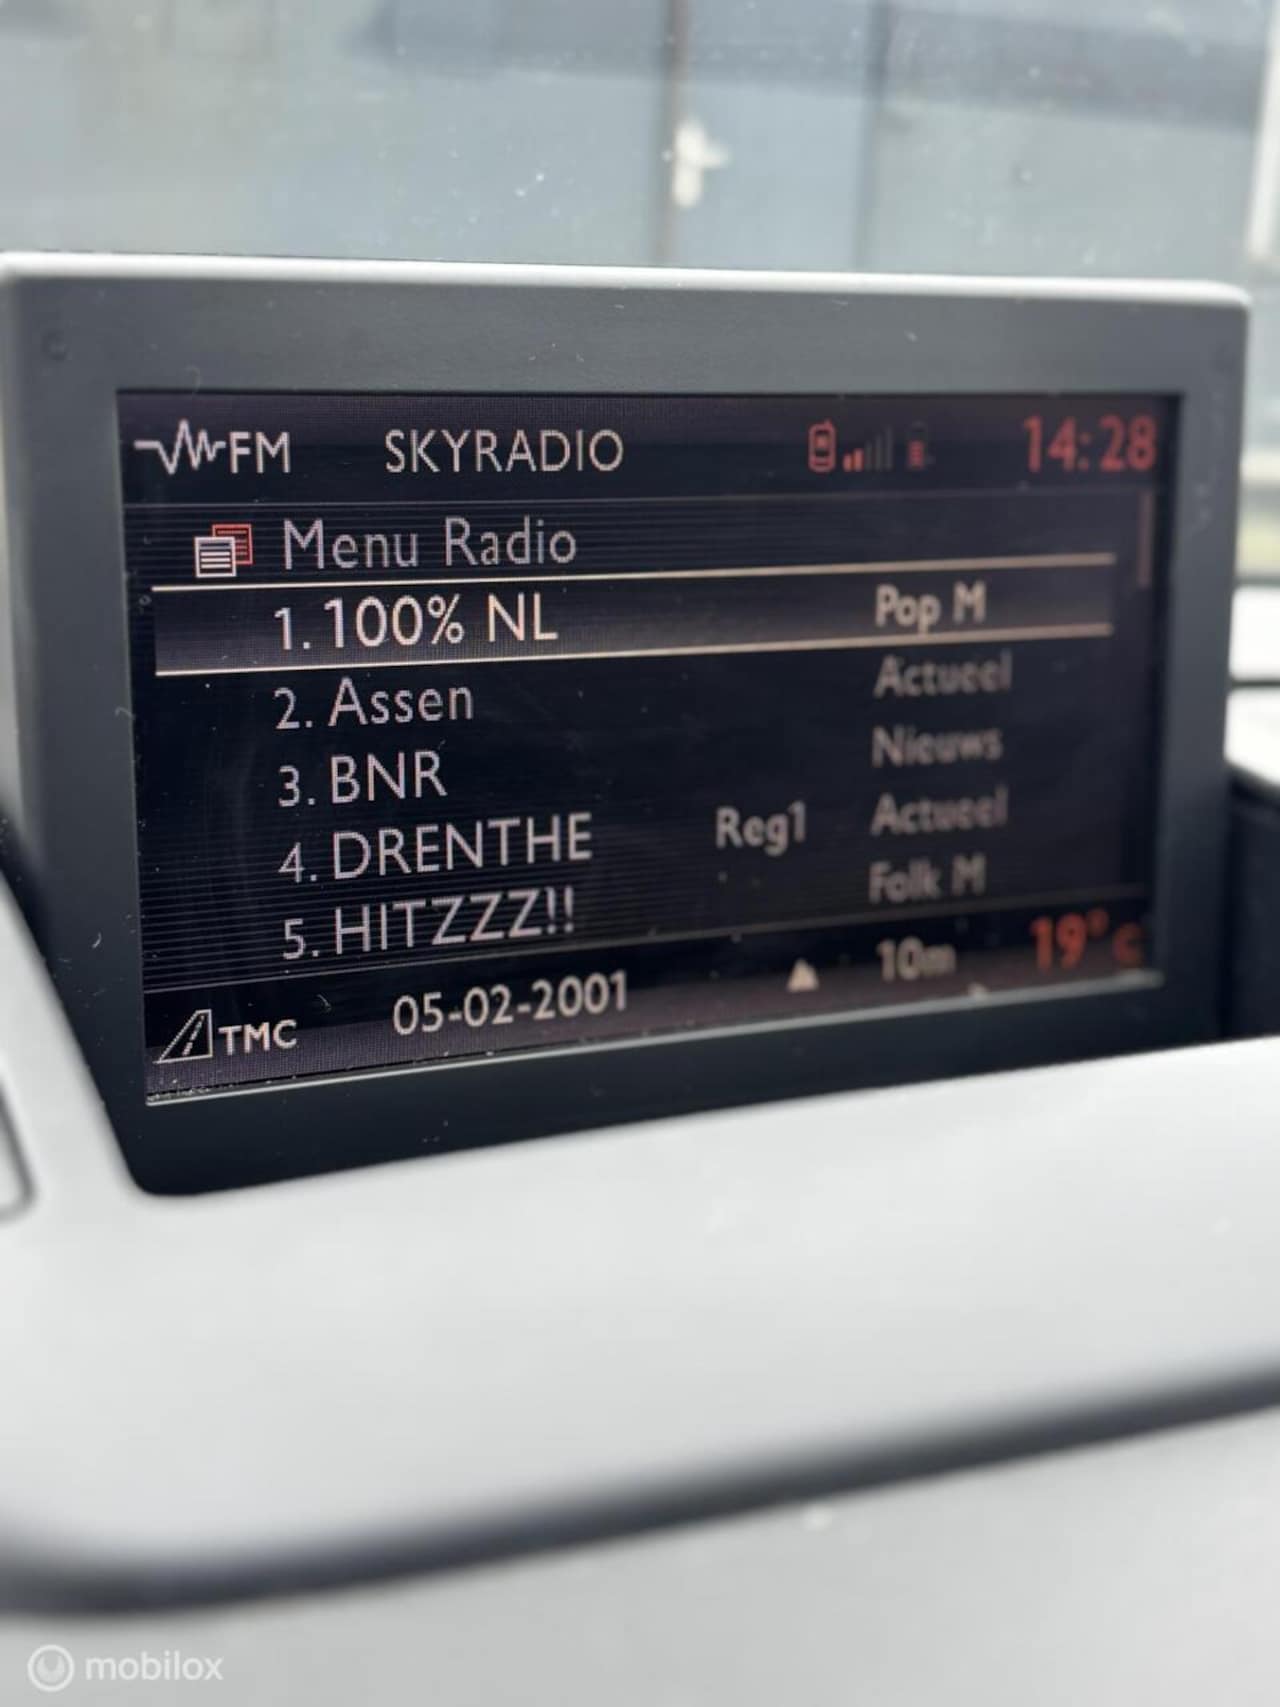 FM SKYRADIO 14:28
Menu Radio
1. 100% NL Pop M
2. Assen Actueel
3. BNR Nieuws
4. DRENTHE Reg1 Actueel
5. HITZZZ!! Folk M
TMC 05-02-2001 10m 19°C
mobilox